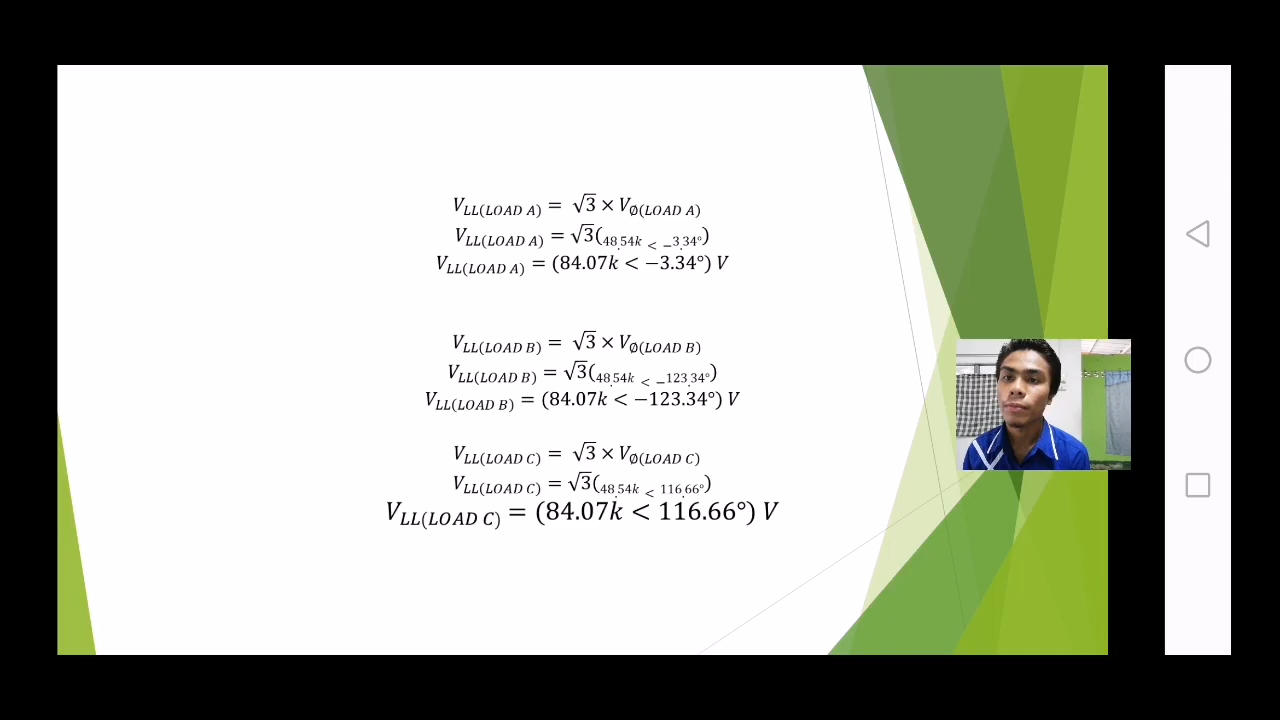 V_LL(LOAD A) = √3 × V_∅(LOAD A)
V_LL(LOAD A) = √3(48.54k < −3.34°)
V_LL(LOAD A) = (84.07k < −3.34°) V
V_LL(LOAD B) = √3 × V_∅(LOAD B)
V_LL(LOAD B) = √3(48.54k < −123.34°)
V_LL(LOAD B) = (84.07k < −123.34°) V
V_LL(LOAD C) = √3 × V_∅(LOAD C)
V_LL(LOAD C) = √3(48.54k < 116.66°)
V_LL(LOAD C) = (84.07k < 116.66°) V